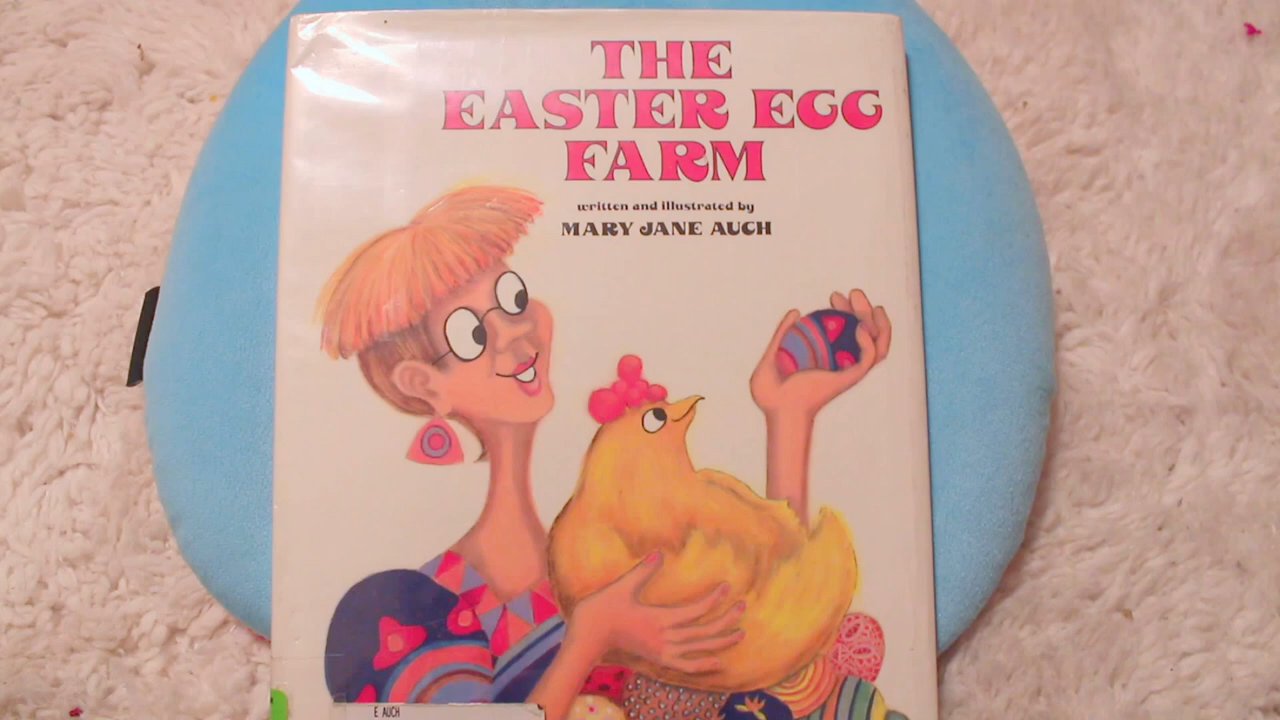 THE
EASTER EGG
FARM
written and illustrated by
MARY JANE AUCH
E AUCH